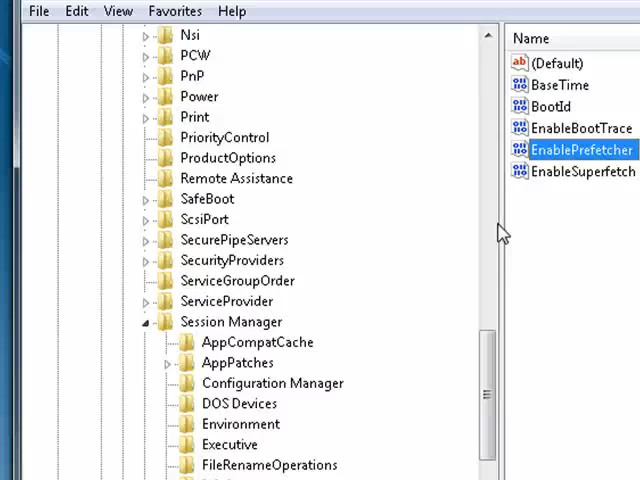 File Edit View Favorites Help
Nsi
PCW
PnP
Power
Print
PriorityControl
ProductOptions
Remote Assistance
SafeBoot
ScsiPort
SecurePipeServers
SecurityProviders
ServiceGroupOrder
ServiceProvider
Session Manager
AppCompatCache
AppPatches
Configuration Manager
DOS Devices
Environment
Executive
FileRenameOperations
Name
ab (Default)
BaseTime
BootId
EnableBootTrace
EnablePrefetcher
EnableSuperfetch